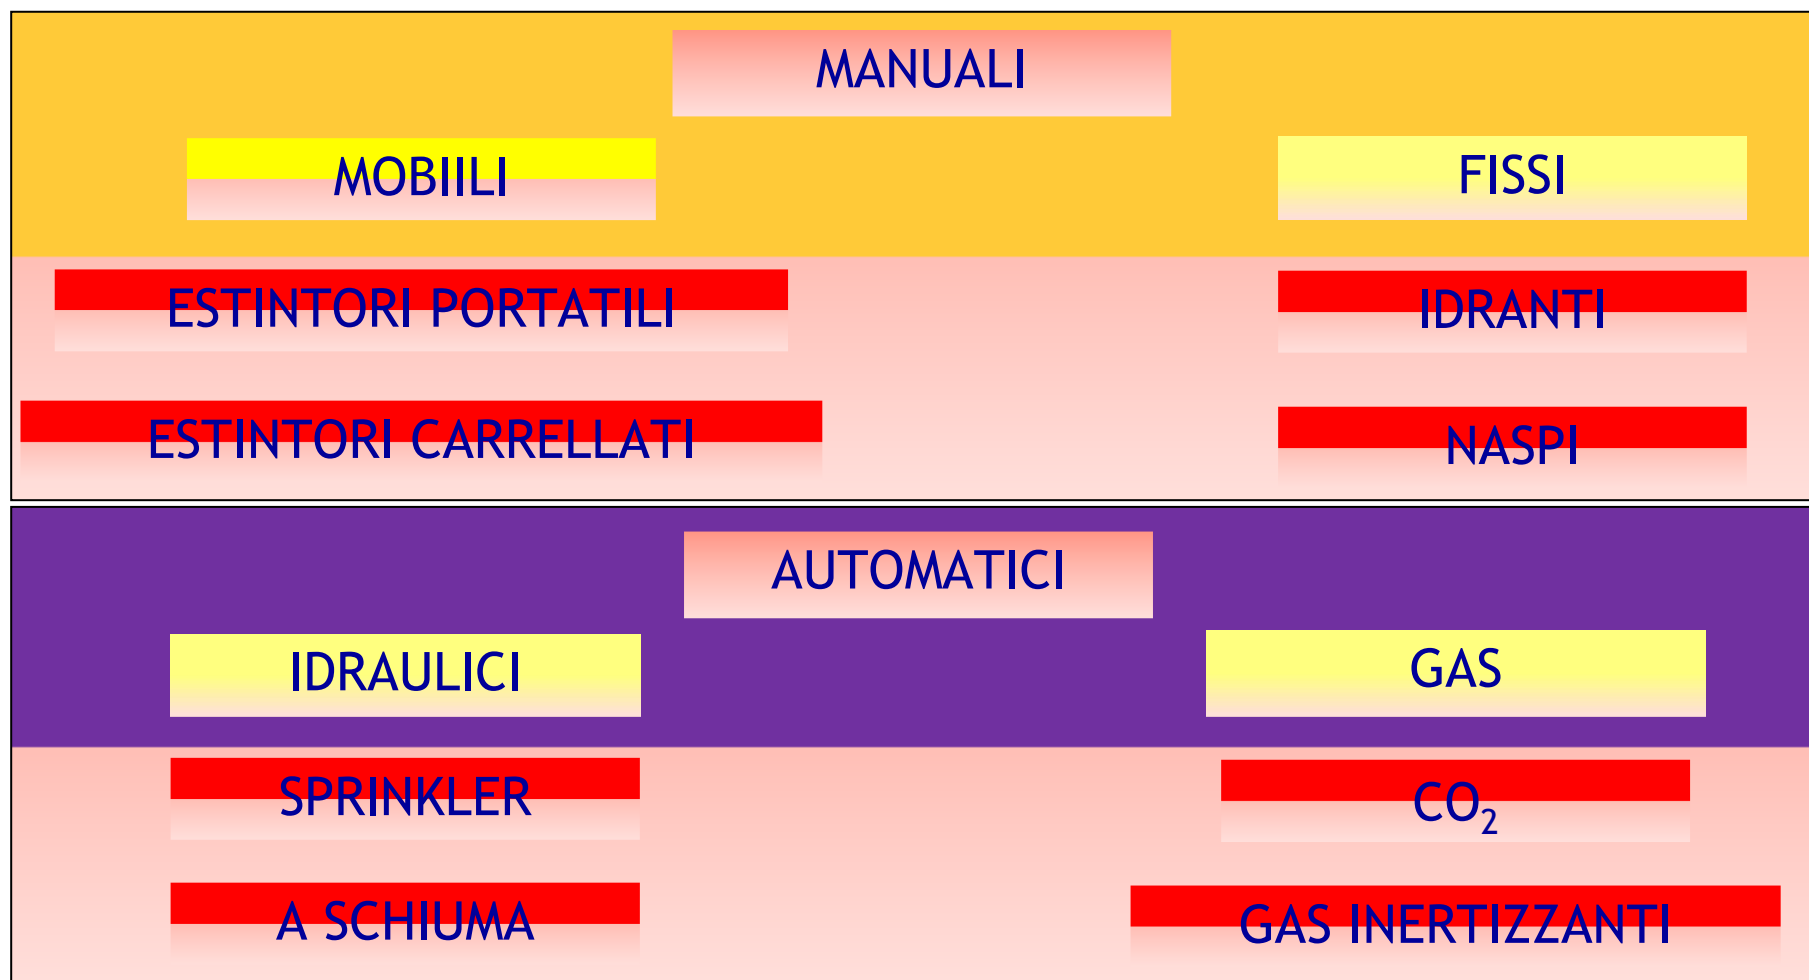 MANUALI
MOBIILI
FISSI
ESTINTORI PORTATILI
IDRANTI
ESTINTORI CARRELLATI
NASPI
AUTOMATICI
IDRAULICI
GAS
SPRINKLER
CO₂
A SCHIUMA
GAS INERTIZZANTI